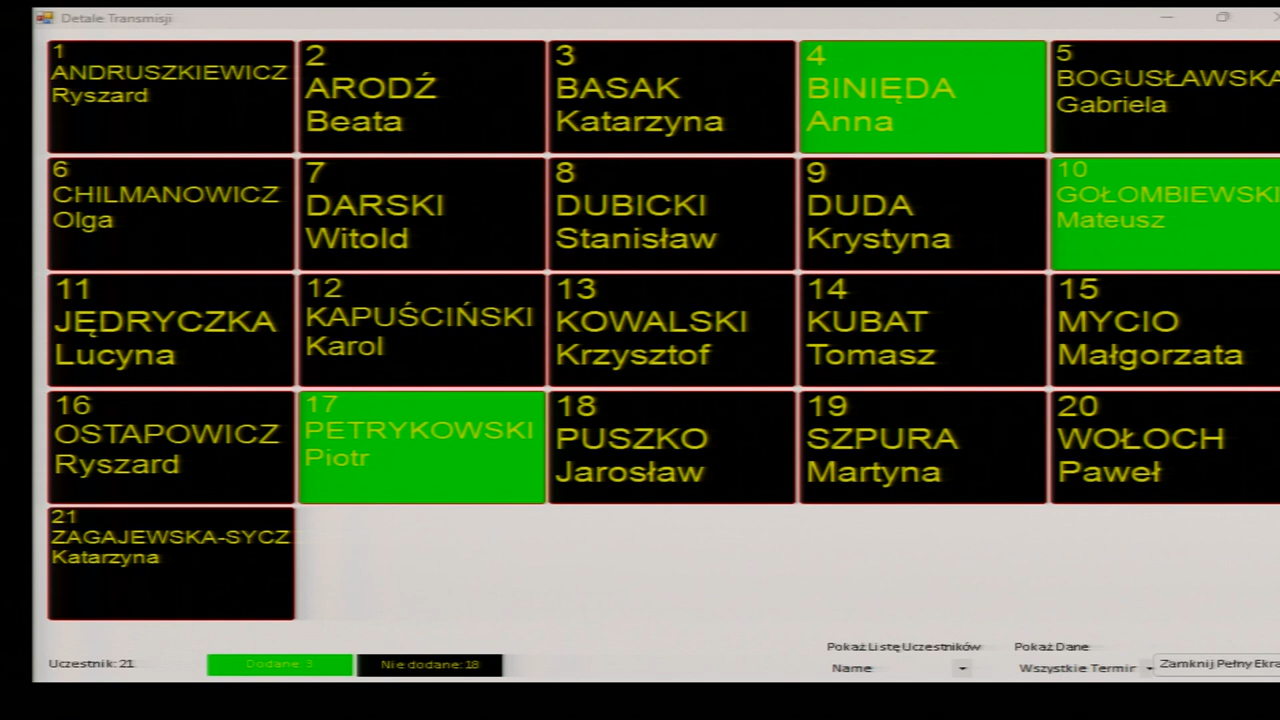 Detale Transmisji
1
ANDRUSZKIEWICZ
Ryszard
2
ARODŹ
Beata
3
BASAK
Katarzyna
4
BINIĘDA
Anna
5
BOGUSŁAWSKA
Gabriela
6
CHILMANOWICZ
Olga
7
DARSKI
Witold
8
DUBICKI
Stanisław
9
DUDA
Krystyna
10
GOŁOMBIEWSKI
Mateusz
11
JĘDRYCZKA
Lucyna
12
KAPUŚCIŃSKI
Karol
13
KOWALSKI
Krzysztof
14
KUBAT
Tomasz
15
MYCIO
Małgorzata
16
OSTAPOWICZ
Ryszard
17
PETRYKOWSKI
Piotr
18
PUSZKO
Jarosław
19
SZPURA
Martyna
20
WOŁOCH
Paweł
21
ZAGAJEWSKA-SYCZ
Katarzyna
Uczestnik: 21
Dodane: 3
Nie dodane: 18
Pokaż Listę Uczestników
Name
Pokaż Dane
Wszystkie Termir
Zamknij Pełny Ekra